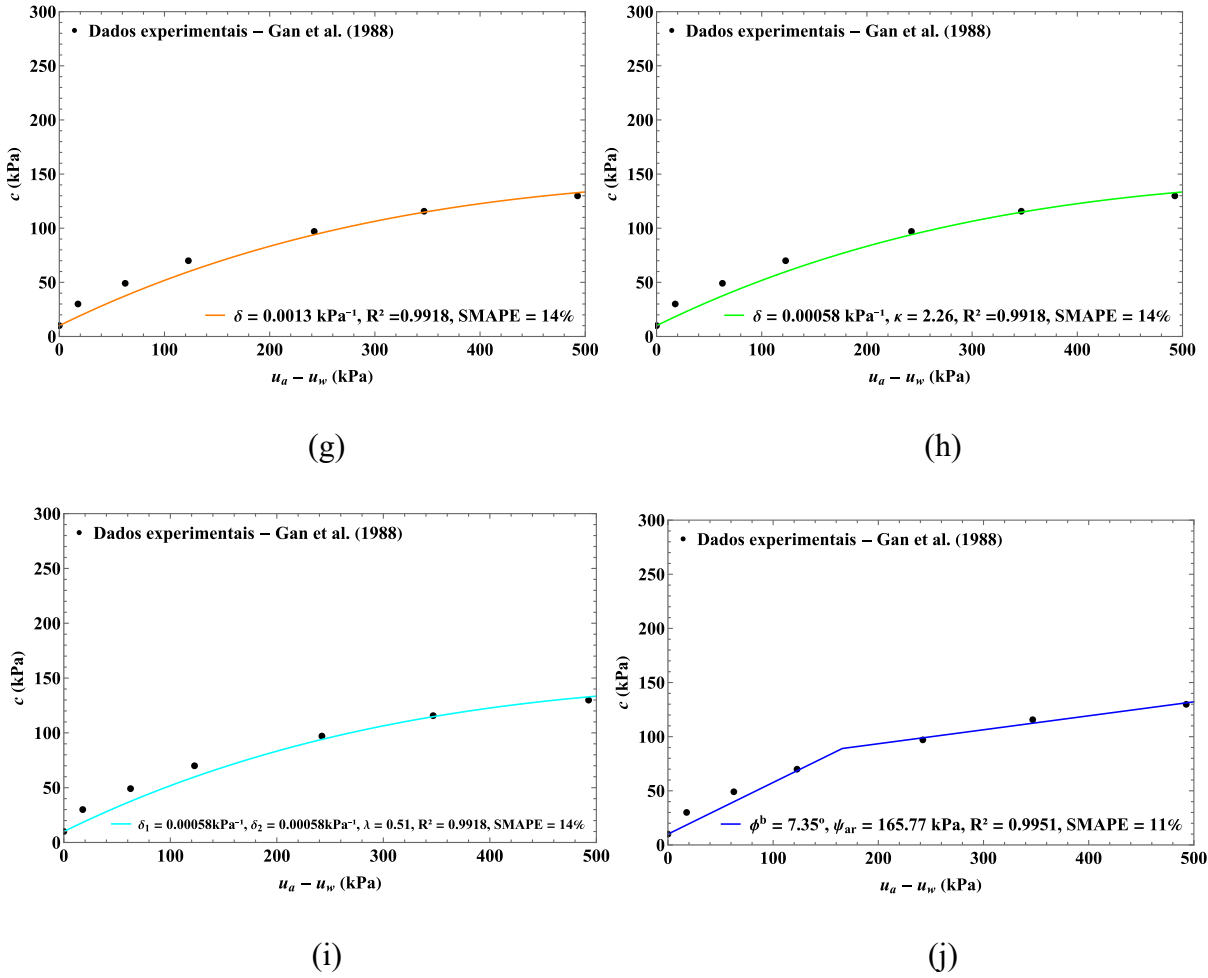 300
250
200
150
100
50
0
c (kPa)
• Dados experimentais – Gan et al. (1988)
δ = 0.0013 kPa⁻¹, R² =0.9918, SMAPE = 14%
0 100 200 300 400 500
u_a – u_w (kPa)
(g)
300
250
200
150
100
50
0
c (kPa)
• Dados experimentais – Gan et al. (1988)
δ = 0.00058 kPa⁻¹, κ = 2.26, R² =0.9918, SMAPE = 14%
0 100 200 300 400 500
u_a – u_w (kPa)
(h)
300
250
200
150
100
50
0
c (kPa)
• Dados experimentais – Gan et al. (1988)
δ₁ = 0.00058kPa⁻¹, δ₂ = 0.00058kPa⁻¹, λ = 0.51, R² = 0.9918, SMAPE = 14%
0 100 200 300 400 500
u_a – u_w (kPa)
(i)
300
250
200
150
100
50
0
c (kPa)
• Dados experimentais – Gan et al. (1988)
ϕᵇ = 7.35º, ψ_ar = 165.77 kPa, R² = 0.9951, SMAPE = 11%
0 100 200 300 400 500
u_a – u_w (kPa)
(j)